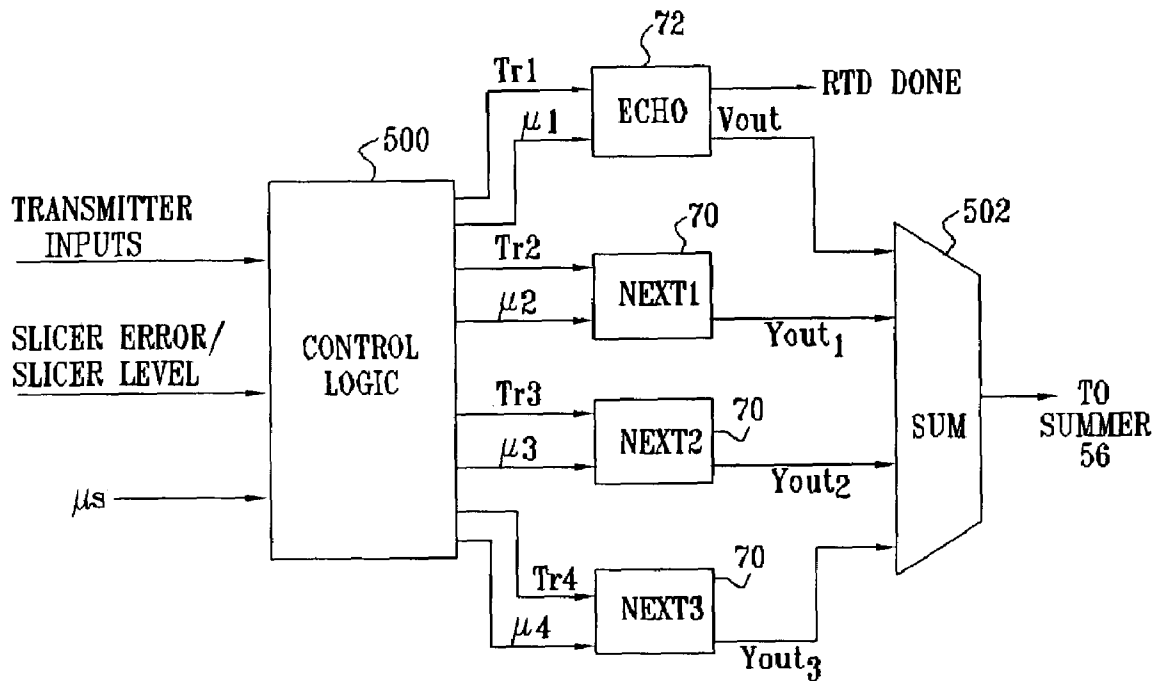 72
Tr1
ECHO
RTD DONE
μ1
Vout
500
TRANSMITTER
INPUTS
70
502
Tr2
NEXT1
μ2
Yout1
SLICER ERROR/
SLICER LEVEL
CONTROL
LOGIC
Tr3
70
NEXT2
μ3
Yout2
SUM
TO
SUMMER
56
μs
70
Tr4
NEXT3
μ4
Yout3